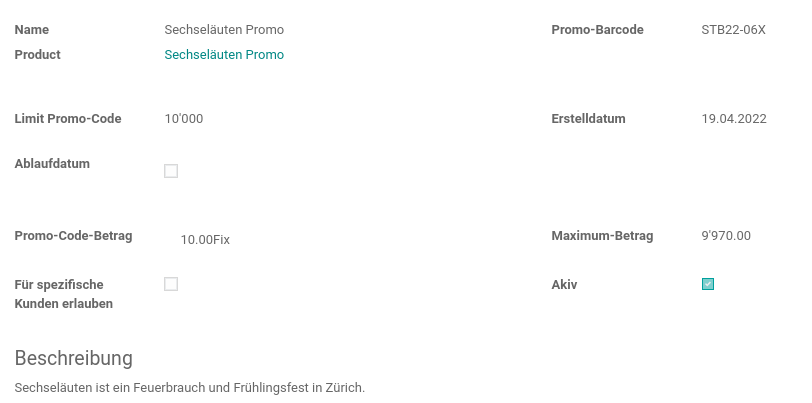 Name Sechseläuten Promo Promo-Barcode STB22-06X
Product Sechseläuten Promo
Limit Promo-Code 10'000 Erstelldatum 19.04.2022
Ablaufdatum
Promo-Code-Betrag 10.00Fix Maximum-Betrag 9'970.00
Für spezifische Akiv
Kunden erlauben
Beschreibung
Sechseläuten ist ein Feuerbrauch und Frühlingsfest in Zürich.